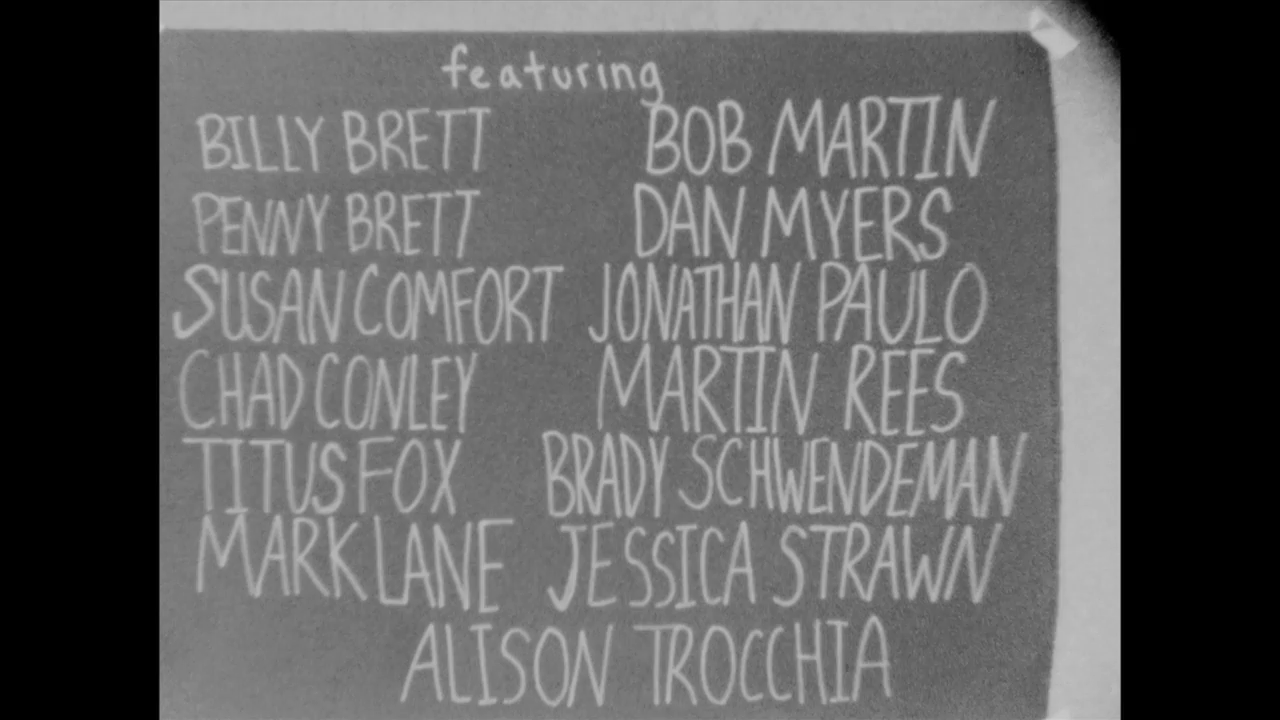 featuring
BILLY BRETT
PENNY BRETT
SUSAN COMFORT
CHAD CONLEY
TITUS FOX
MARK LANE
BOB MARTIN
DAN MYERS
JONATHAN PAULO
MARTIN REES
BRADY SCHWENDEMAN
JESSICA STRAWN
ALISON TROCCHIA